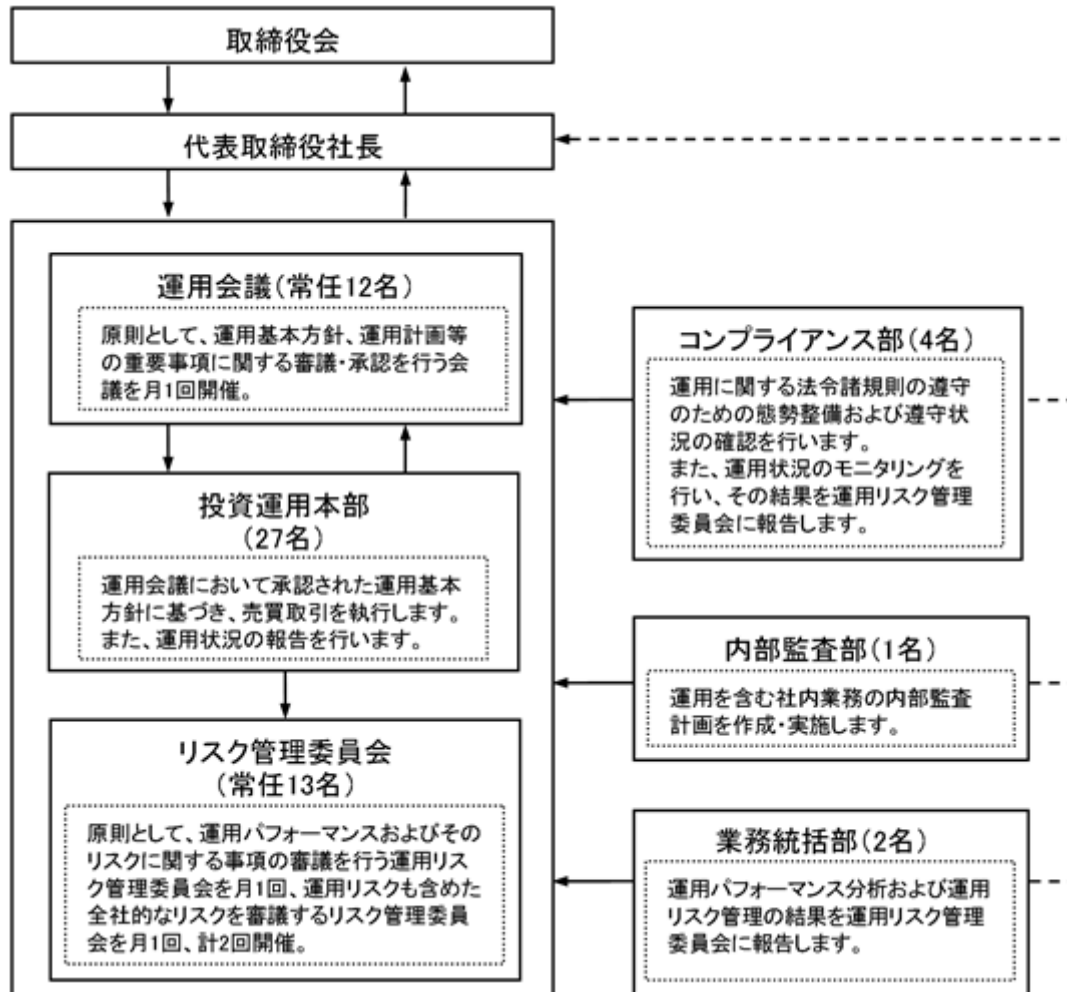 取締役会
代表取締役社長
運用会議(常任12名)
原則として、運用基本方針、運用計画等
の重要事項に関する審議・承認を行う会
議を月1回開催。
投資運用本部
(27名)
運用会議において承認された運用基本
方針に基づき、売買取引を執行します。
また、運用状況の報告を行います。
リスク管理委員会
(常任13名)
原則として、運用パフォーマンスおよびその
リスクに関する事項の審議を行う運用リス
ク管理委員会を月1回、運用リスクも含めた
全社的なリスクを審議するリスク管理委員
会を月1回、計2回開催。
コンプライアンス部(4名)
運用に関する法令諸規則の遵守
のための態勢整備および遵守状
況の確認を行います。
また、運用状況のモニタリングを
行い、その結果を運用リスク管理
委員会に報告します。
内部監査部(1名)
運用を含む社内業務の内部監査
計画を作成・実施します。
業務統括部(2名)
運用パフォーマンス分析および運用
リスク管理の結果を運用リスク管理
委員会に報告します。